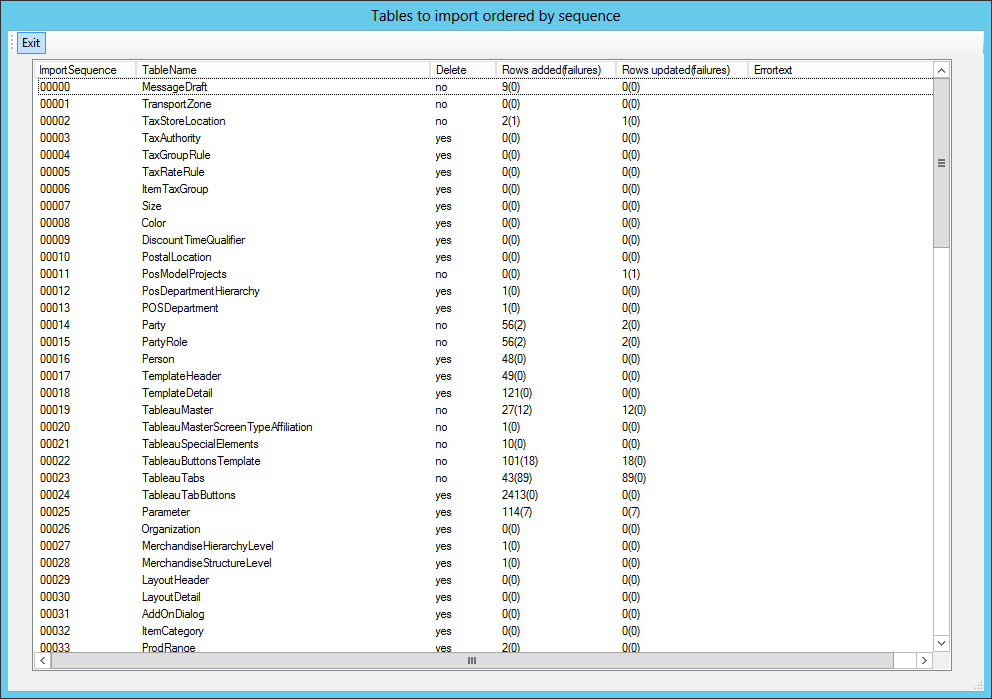 Tables to import ordered by sequence
Exit
ImportSequence TableName Delete Rows added(failures) Rows updated(failures) Errortext
00000 MessageDraft no 9(0) 0(0)
00001 TransportZone no 0(0) 0(0)
00002 TaxStoreLocation no 2(1) 1(0)
00003 TaxAuthority yes 0(0) 0(0)
00004 TaxGroupRule yes 0(0) 0(0)
00005 TaxRateRule yes 0(0) 0(0)
00006 ItemTaxGroup yes 0(0) 0(0)
00007 Size yes 0(0) 0(0)
00008 Color yes 0(0) 0(0)
00009 DiscountTimeQualifier yes 0(0) 0(0)
00010 PostalLocation yes 0(0) 0(0)
00011 PosModelProjects no 0(0) 1(1)
00012 PosDepartmentHierarchy yes 1(0) 0(0)
00013 POSDepartment yes 1(0) 0(0)
00014 Party no 56(2) 2(0)
00015 PartyRole no 56(2) 2(0)
00016 Person yes 48(0) 0(0)
00017 TemplateHeader yes 49(0) 0(0)
00018 TemplateDetail yes 121(0) 0(0)
00019 TableauMaster no 27(12) 12(0)
00020 TableauMasterScreenTypeAffiliation no 1(0) 0(0)
00021 TableauSpecialElements no 10(0) 0(0)
00022 TableauButtonsTemplate no 101(18) 18(0)
00023 TableauTabs no 43(89) 89(0)
00024 TableauTabButtons yes 2413(0) 0(0)
00025 Parameter yes 114(7) 0(7)
00026 Organization yes 0(0) 0(0)
00027 MerchandiseHierarchyLevel yes 1(0) 0(0)
00028 MerchandiseStructureLevel yes 1(0) 0(0)
00029 LayoutHeader yes 0(0) 0(0)
00030 LayoutDetail yes 0(0) 0(0)
00031 AddOnDialog yes 0(0) 0(0)
00032 ItemCategory yes 0(0) 0(0)
00033 ProdRange yes 2(0) 0(0)